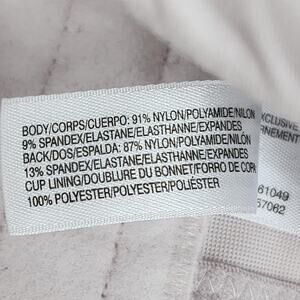 BODY/CORPS/CUERPO: 91% NYLON/POLYAMIDE/NILON
9% SPANDEX/ELASTANE/ELASTHANNE/EXPANDES
BACK/DOS/ESPALDA: 87% NYLON/POLYAMIDE/NILON
13% SPANDEX/ELASTANE/ELASTHANNE/EXPANDES
CUP LINING/DOUBLURE DU BONNET/FORRO DE COPA
100% POLYESTER/POLYESTER/POLIÉSTER
EXCLUSIVE
61049
57062